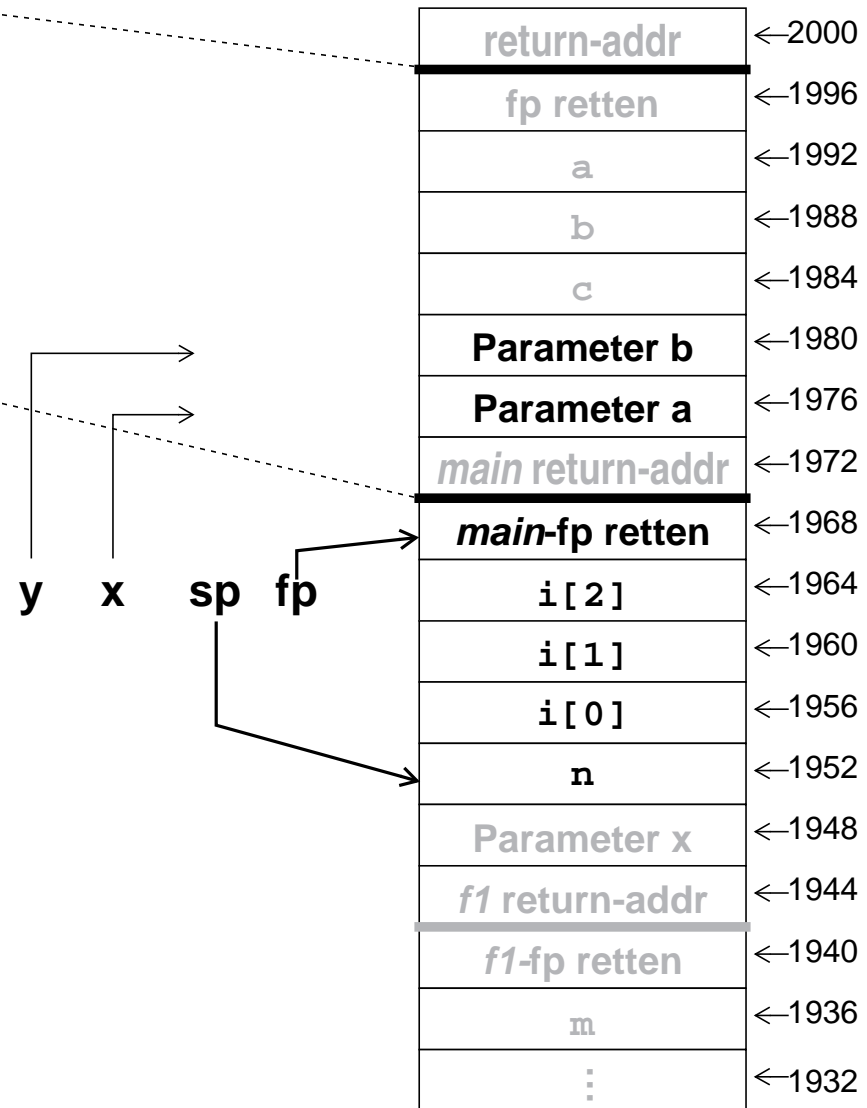 return-addr ←2000
fp retten ←1996
a ←1992
b ←1988
c ←1984
Parameter b ←1980
Parameter a ←1976
main return-addr ←1972
main-fp retten ←1968
y x sp fp i[2] ←1964
i[1] ←1960
i[0] ←1956
n ←1952
Parameter x ←1948
f1 return-addr ←1944
f1-fp retten ←1940
m ←1936
⋮ ←1932